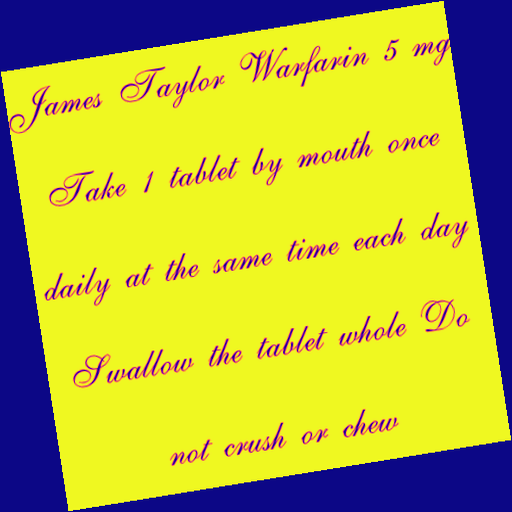 James Taylor Warfarin 5 mg
Take 1 tablet by mouth once
daily at the same time each day
Swallow the tablet whole Do
not crush or chew